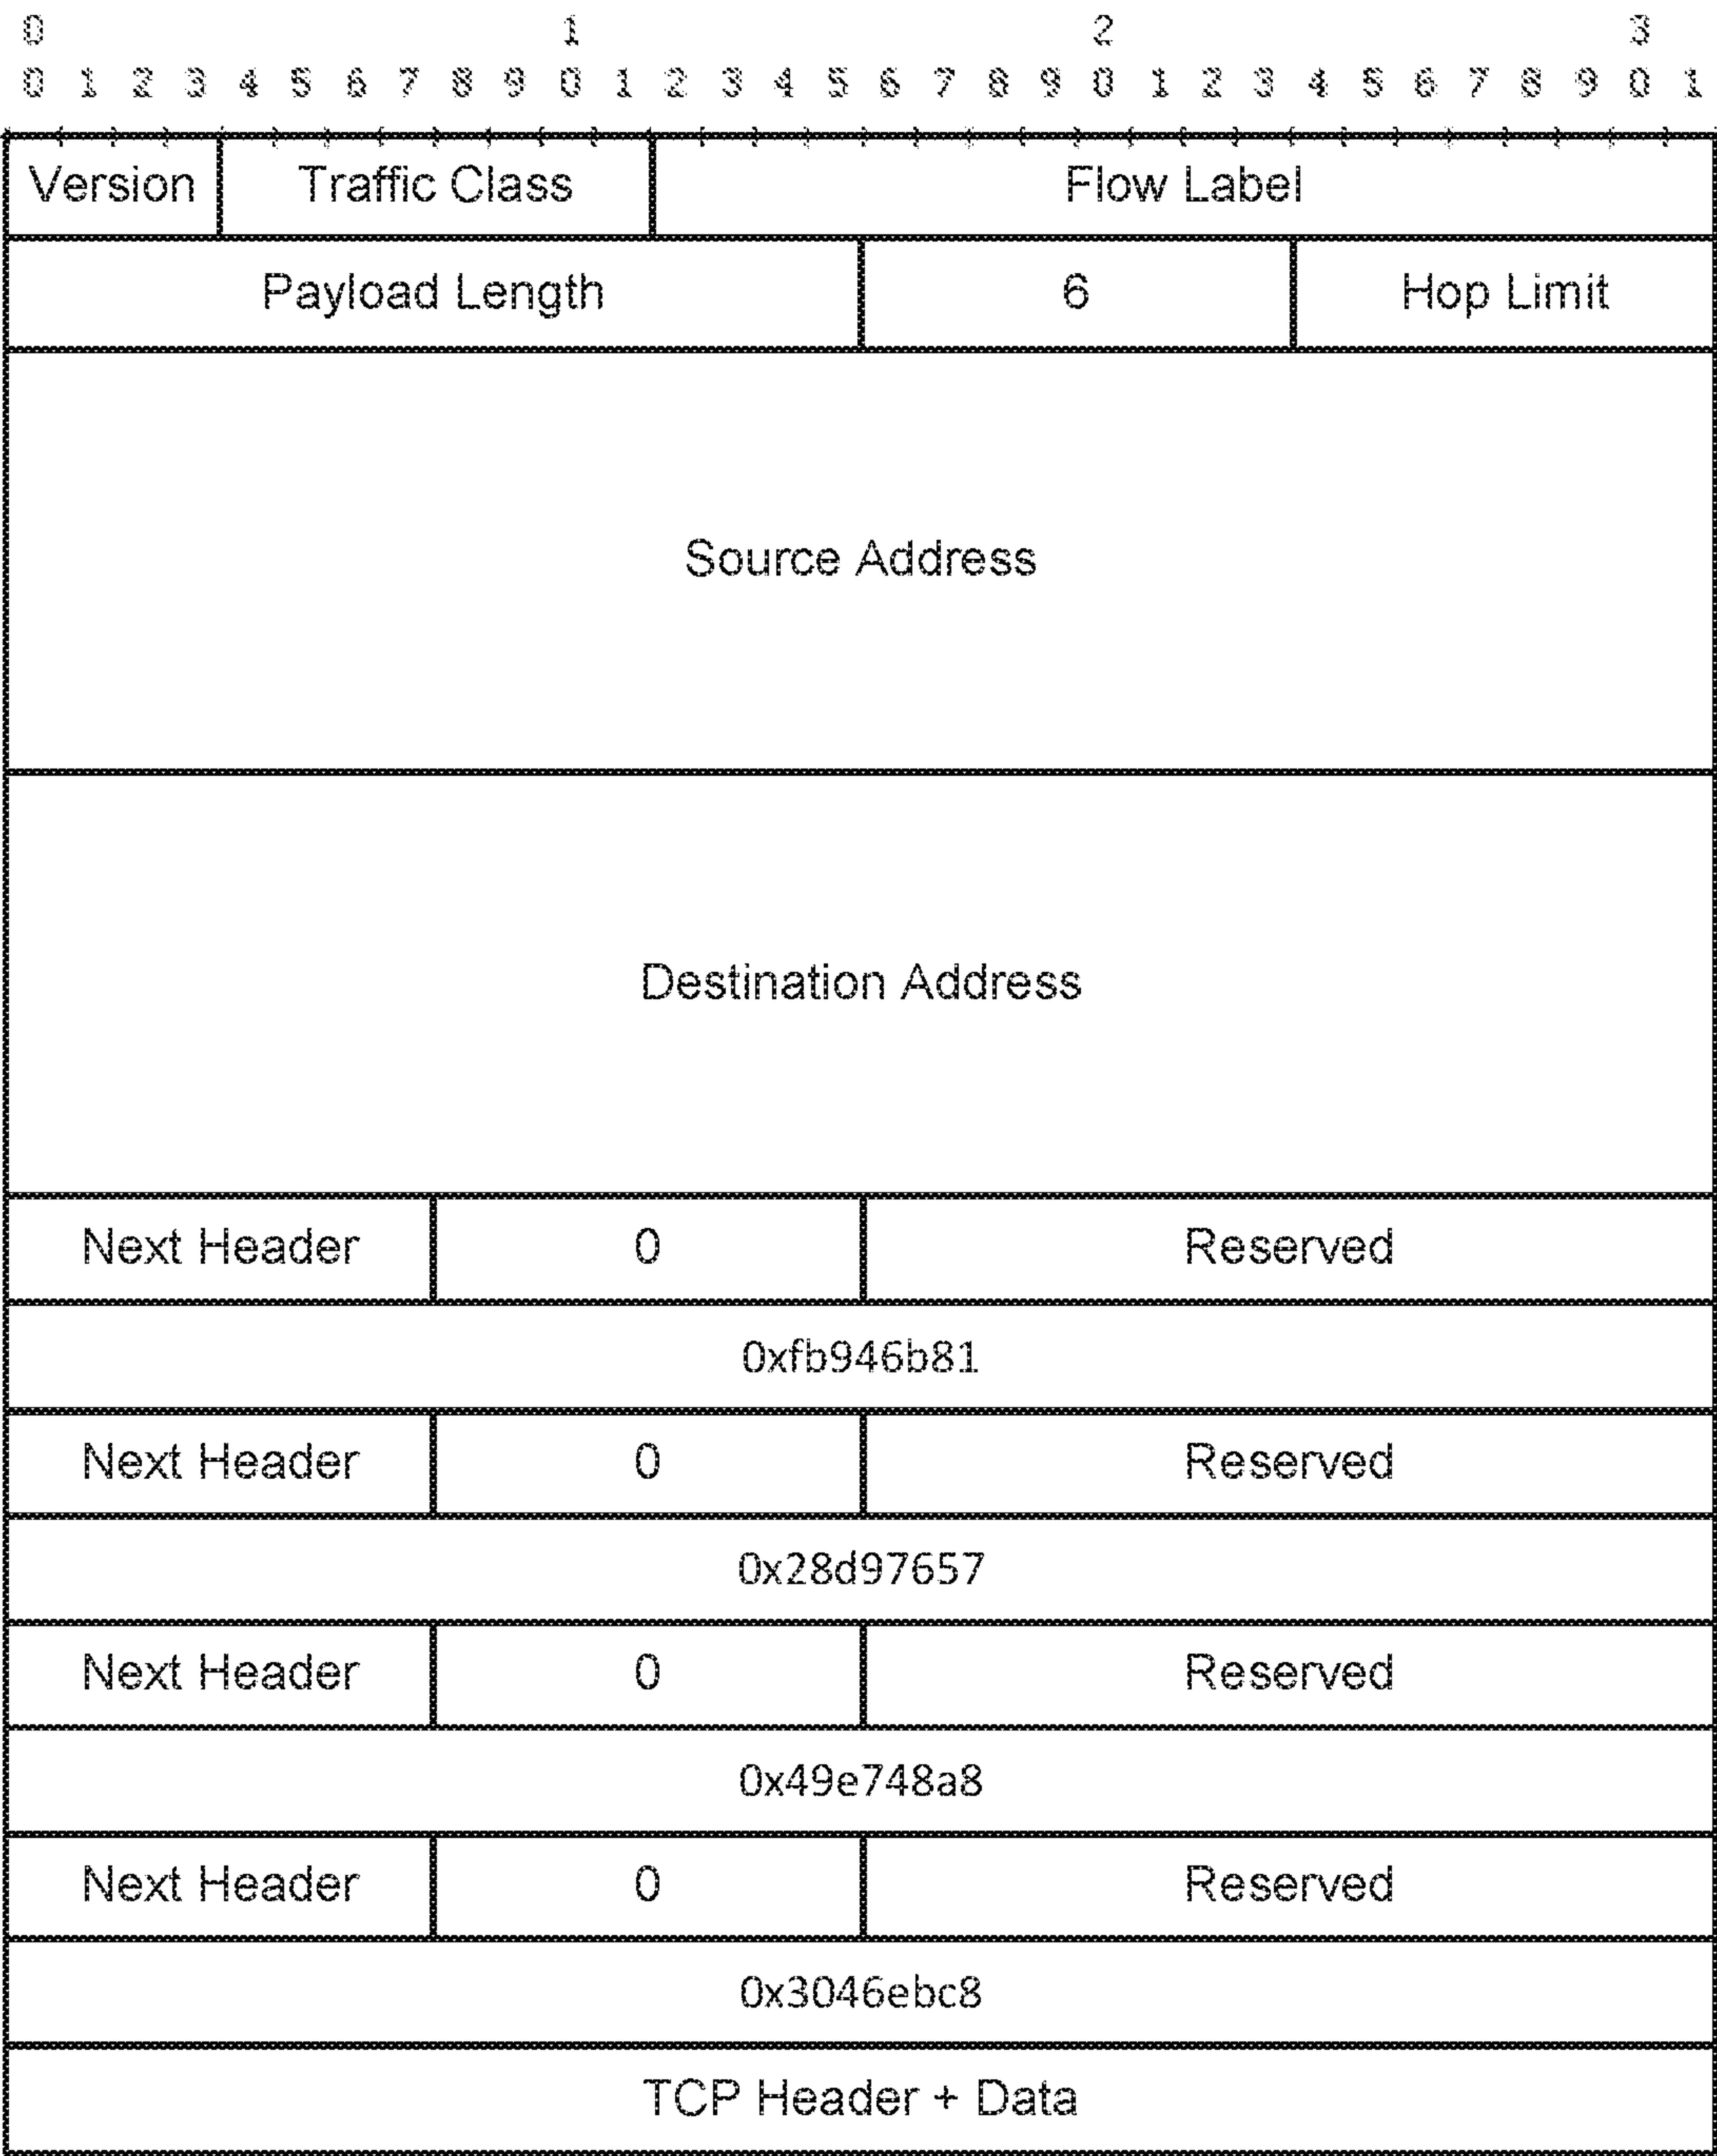 0 1 2 3
0 1 2 3 4 5 6 7 8 9 0 1 2 3 4 5 6 7 8 9 0 1 2 3 4 5 6 7 8 9 0 1
Version Traffic Class Flow Label
Payload Length 6 Hop Limit
Source Address
Destination Address
Next Header 0 Reserved
0xfb946b81
Next Header 0 Reserved
0x28d97657
Next Header 0 Reserved
0x49e748a8
Next Header 0 Reserved
0x3046ebc8
TCP Header + Data